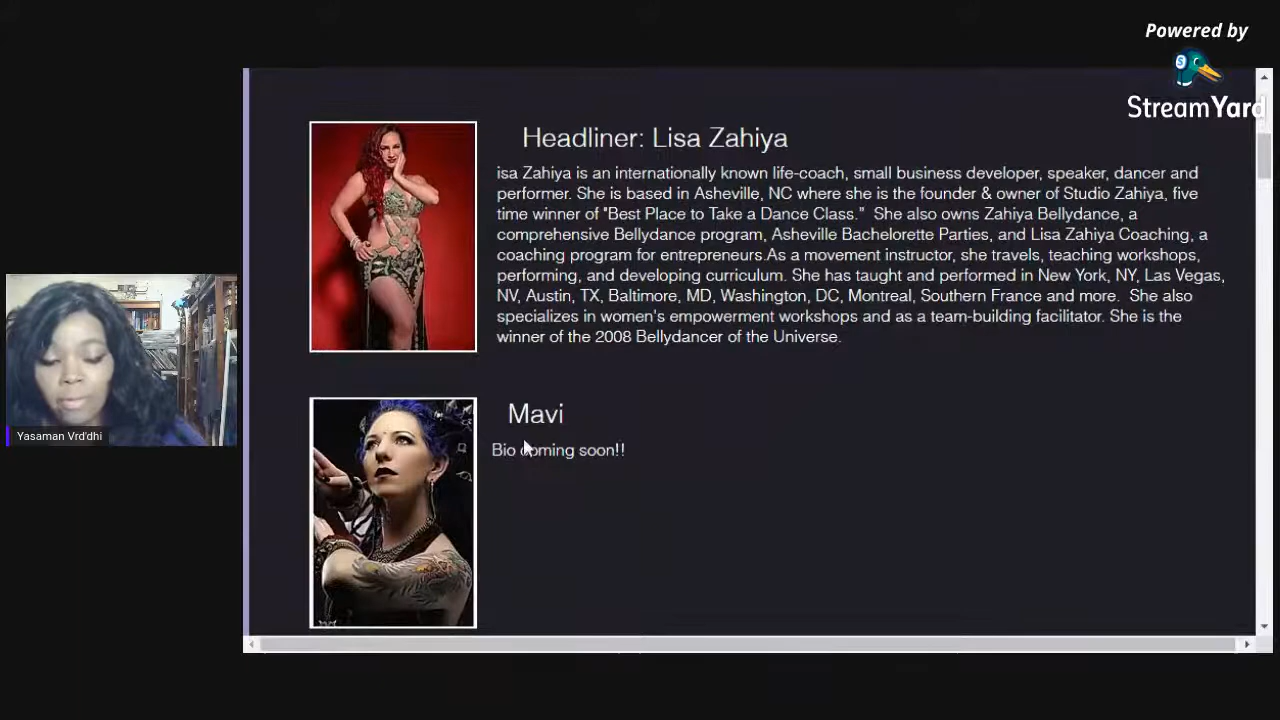 Powered by
StreamYard
Headliner: Lisa Zahiya
isa Zahiya is an internationally known life-coach, small business developer, speaker, dancer and
performer. She is based in Asheville, NC where she is the founder & owner of Studio Zahiya, five
time winner of "Best Place to Take a Dance Class." She also owns Zahiya Bellydance, a
comprehensive Bellydance program, Asheville Bachelorette Parties, and Lisa Zahiya Coaching, a
coaching program for entrepreneurs.As a movement instructor, she travels, teaching workshops,
performing, and developing curriculum. She has taught and performed in New York, NY, Las Vegas,
NV, Austin, TX, Baltimore, MD, Washington, DC, Montreal, Southern France and more. She also
specializes in women's empowerment workshops and as a team-building facilitator. She is the
winner of the 2008 Bellydancer of the Universe.
Mavi
Bio coming soon!!
Yasaman Vrd'dhi